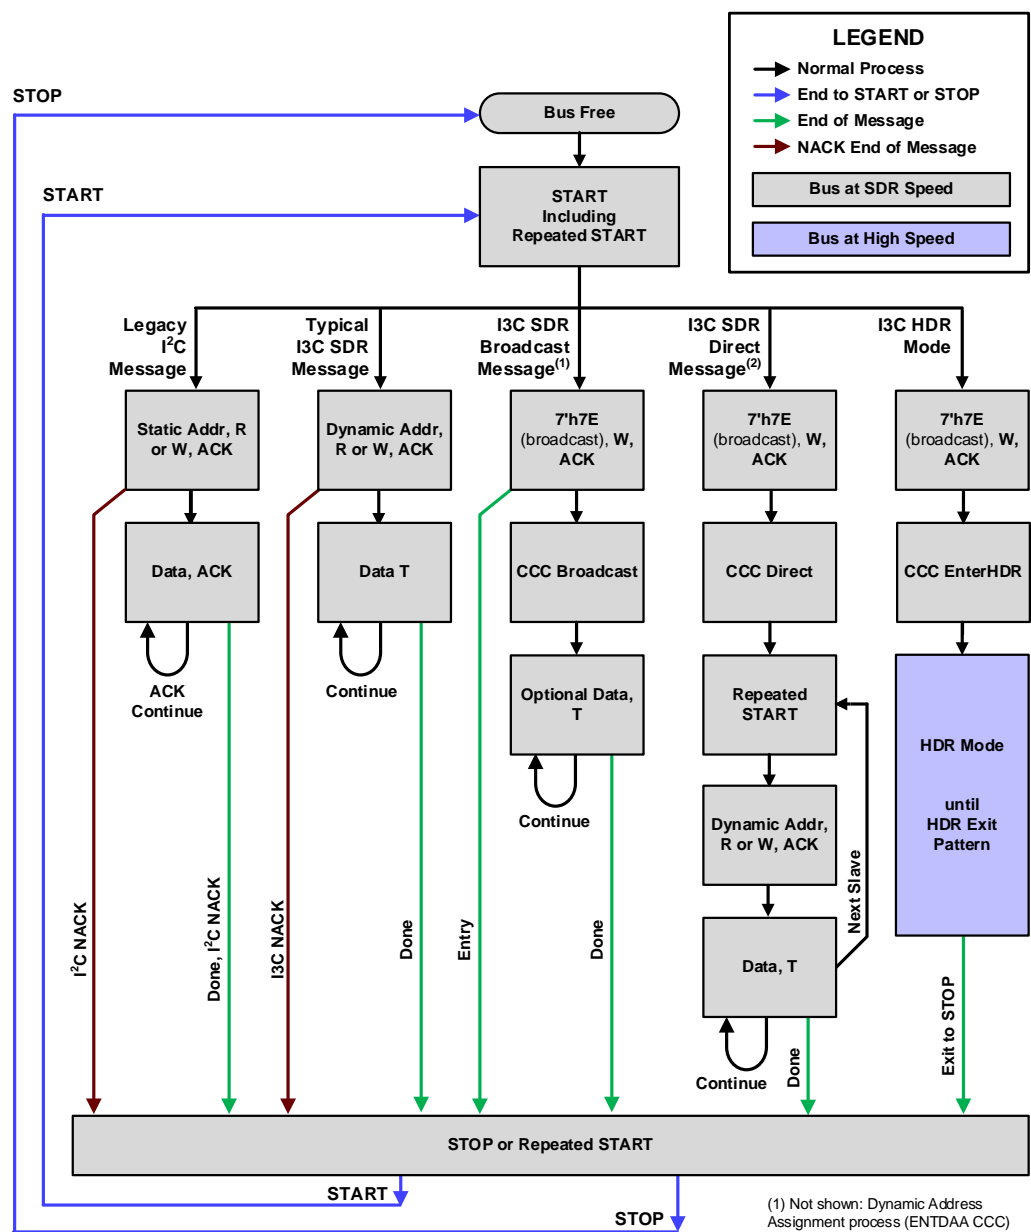 LEGEND
Normal Process
End to START or STOP
End of Message
NACK End of Message
Bus at SDR Speed
Bus at High Speed
STOP
Bus Free
START
START
Including
Repeated START
Legacy
I²C
Message
Typical
I3C SDR
Message
I3C SDR
Broadcast
Message(1)
I3C SDR
Direct
Message(2)
I3C HDR
Mode
Static Addr, R
or W, ACK
Dynamic Addr,
R or W, ACK
7'h7E
(broadcast), W,
ACK
7'h7E
(broadcast), W,
ACK
7'h7E
(broadcast), W,
ACK
Data, ACK
Data T
CCC Broadcast
CCC Direct
CCC EnterHDR
ACK
Continue
Continue
Optional Data,
T
Continue
Repeated
START
Dynamic Addr,
R or W, ACK
Data, T
Continue
Next Slave
HDR Mode
until
HDR Exit
Pattern
I²C NACK
Done, I²C NACK
I3C NACK
Done
Entry
Done
Done
Exit to STOP
STOP or Repeated START
START
STOP
(1) Not shown: Dynamic Address
Assignment process (ENTDAA CCC)